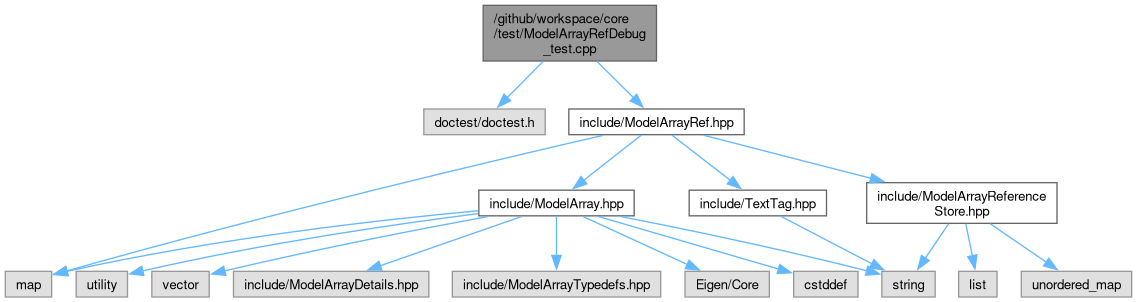 /github/workspace/core
/test/ModelArrayRefDebug
_test.cpp
doctest/doctest.h
include/ModelArrayRef.hpp
include/ModelArray.hpp
include/TextTag.hpp
include/ModelArrayReference
Store.hpp
map
utility
vector
include/ModelArrayDetails.hpp
include/ModelArrayTypedefs.hpp
Eigen/Core
cstddef
string
list
unordered_map